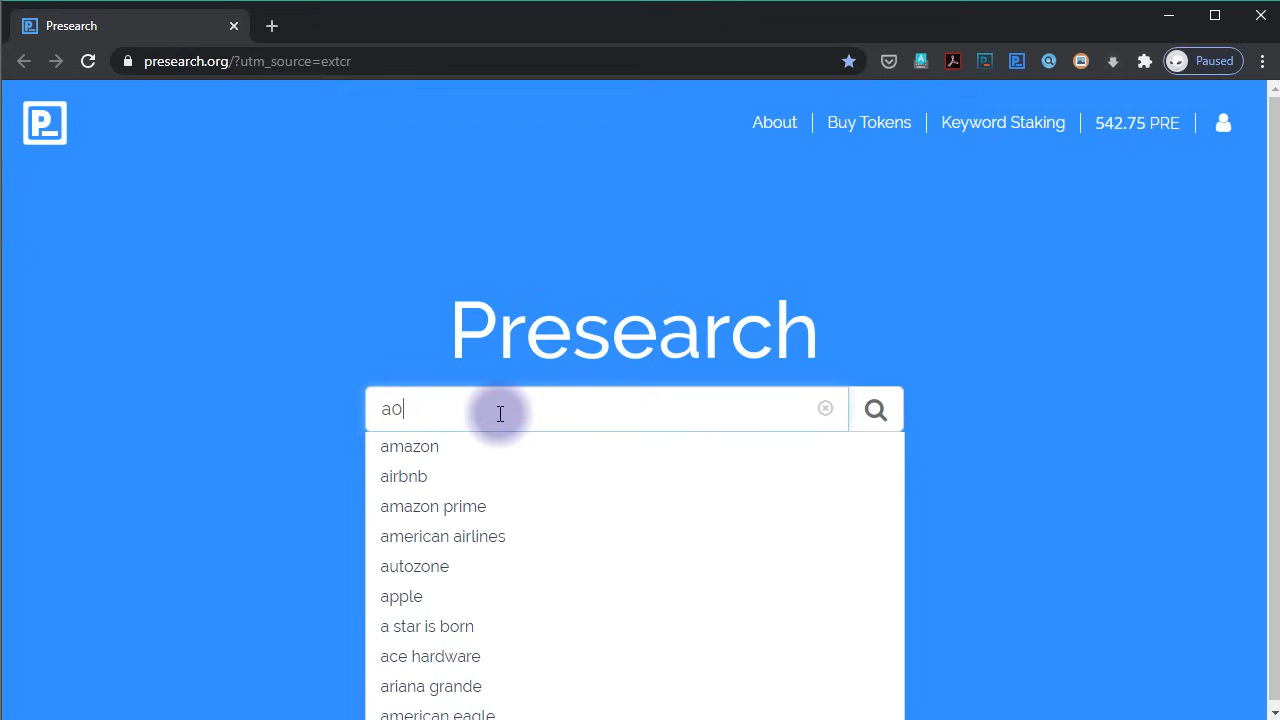 Presearch
presearch.org/?utm_source=extcr
Paused
About
Buy Tokens
Keyword Staking
542.75 PRE
Presearch
a0
amazon
airbnb
amazon prime
american airlines
autozone
apple
a star is born
ace hardware
ariana grande
american eagle